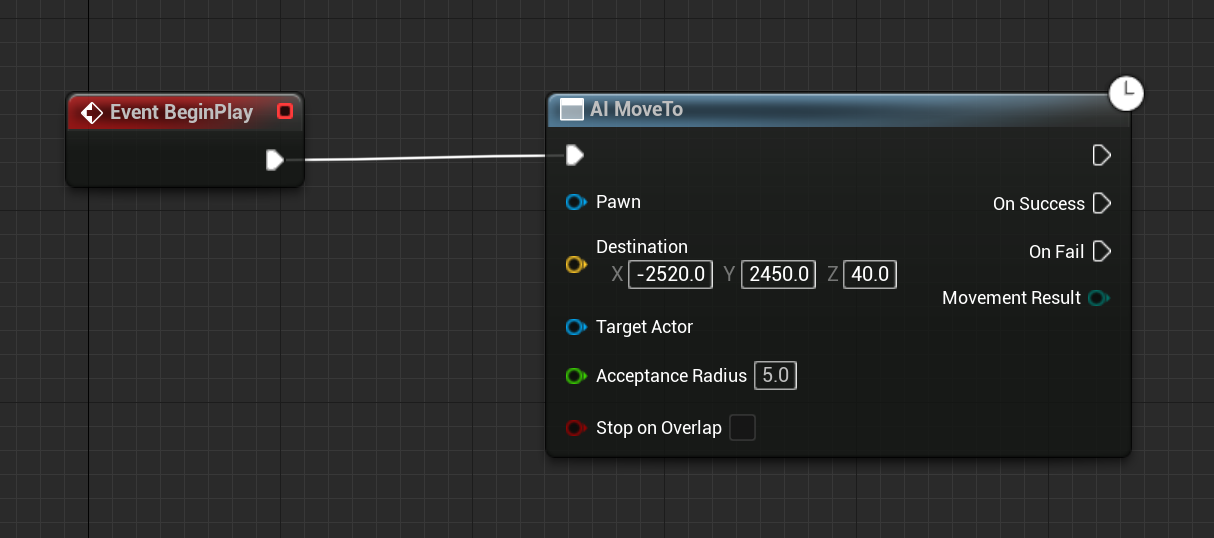 Event BeginPlay
AI MoveTo
Pawn
On Success
Destination
On Fail
X -2520.0 Y 2450.0 Z 40.0
Movement Result
Target Actor
Acceptance Radius 5.0
Stop on Overlap